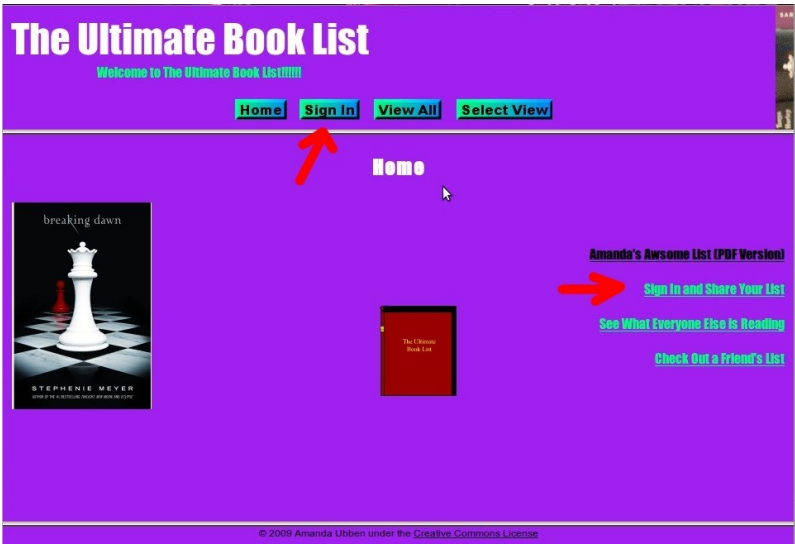 The Ultimate Book List
Welcome to The Ultimate Book List!!!!!!
Home Sign In View All Select View
Home
breaking dawn
STEPHENIE MEYER
The Ultimate
Book List
Amanda's Awsome List (PDF Version)
Sign In and Share Your List
See What Everyone Else is Reading
Check Out a Friend's List
© 2009 Amanda Ubben under the Creative Commons License